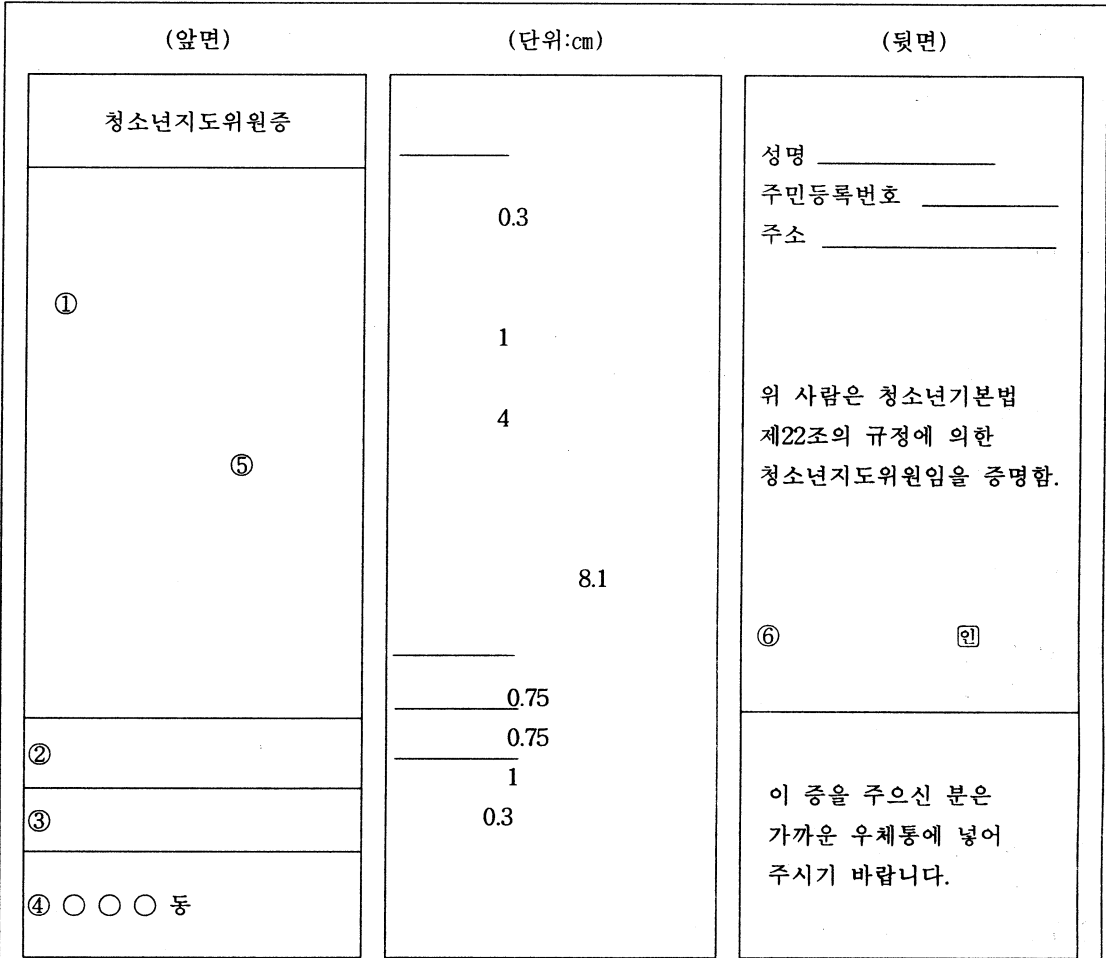 (앞면)
(단위:㎝)
(뒷면)
청소년지도위원증
①
⑤
②
③
④ ○ ○ ○ 동
0.3
1
4
8.1
0.75
0.75
1
0.3
성명
주민등록번호
주소
위 사람은 청소년기본법
제22조의 규정에 의한
청소년지도위원임을 증명함.
⑥ 인
이 증을 주으신 분은
가까운 우체통에 넣어
주시기 바랍니다.